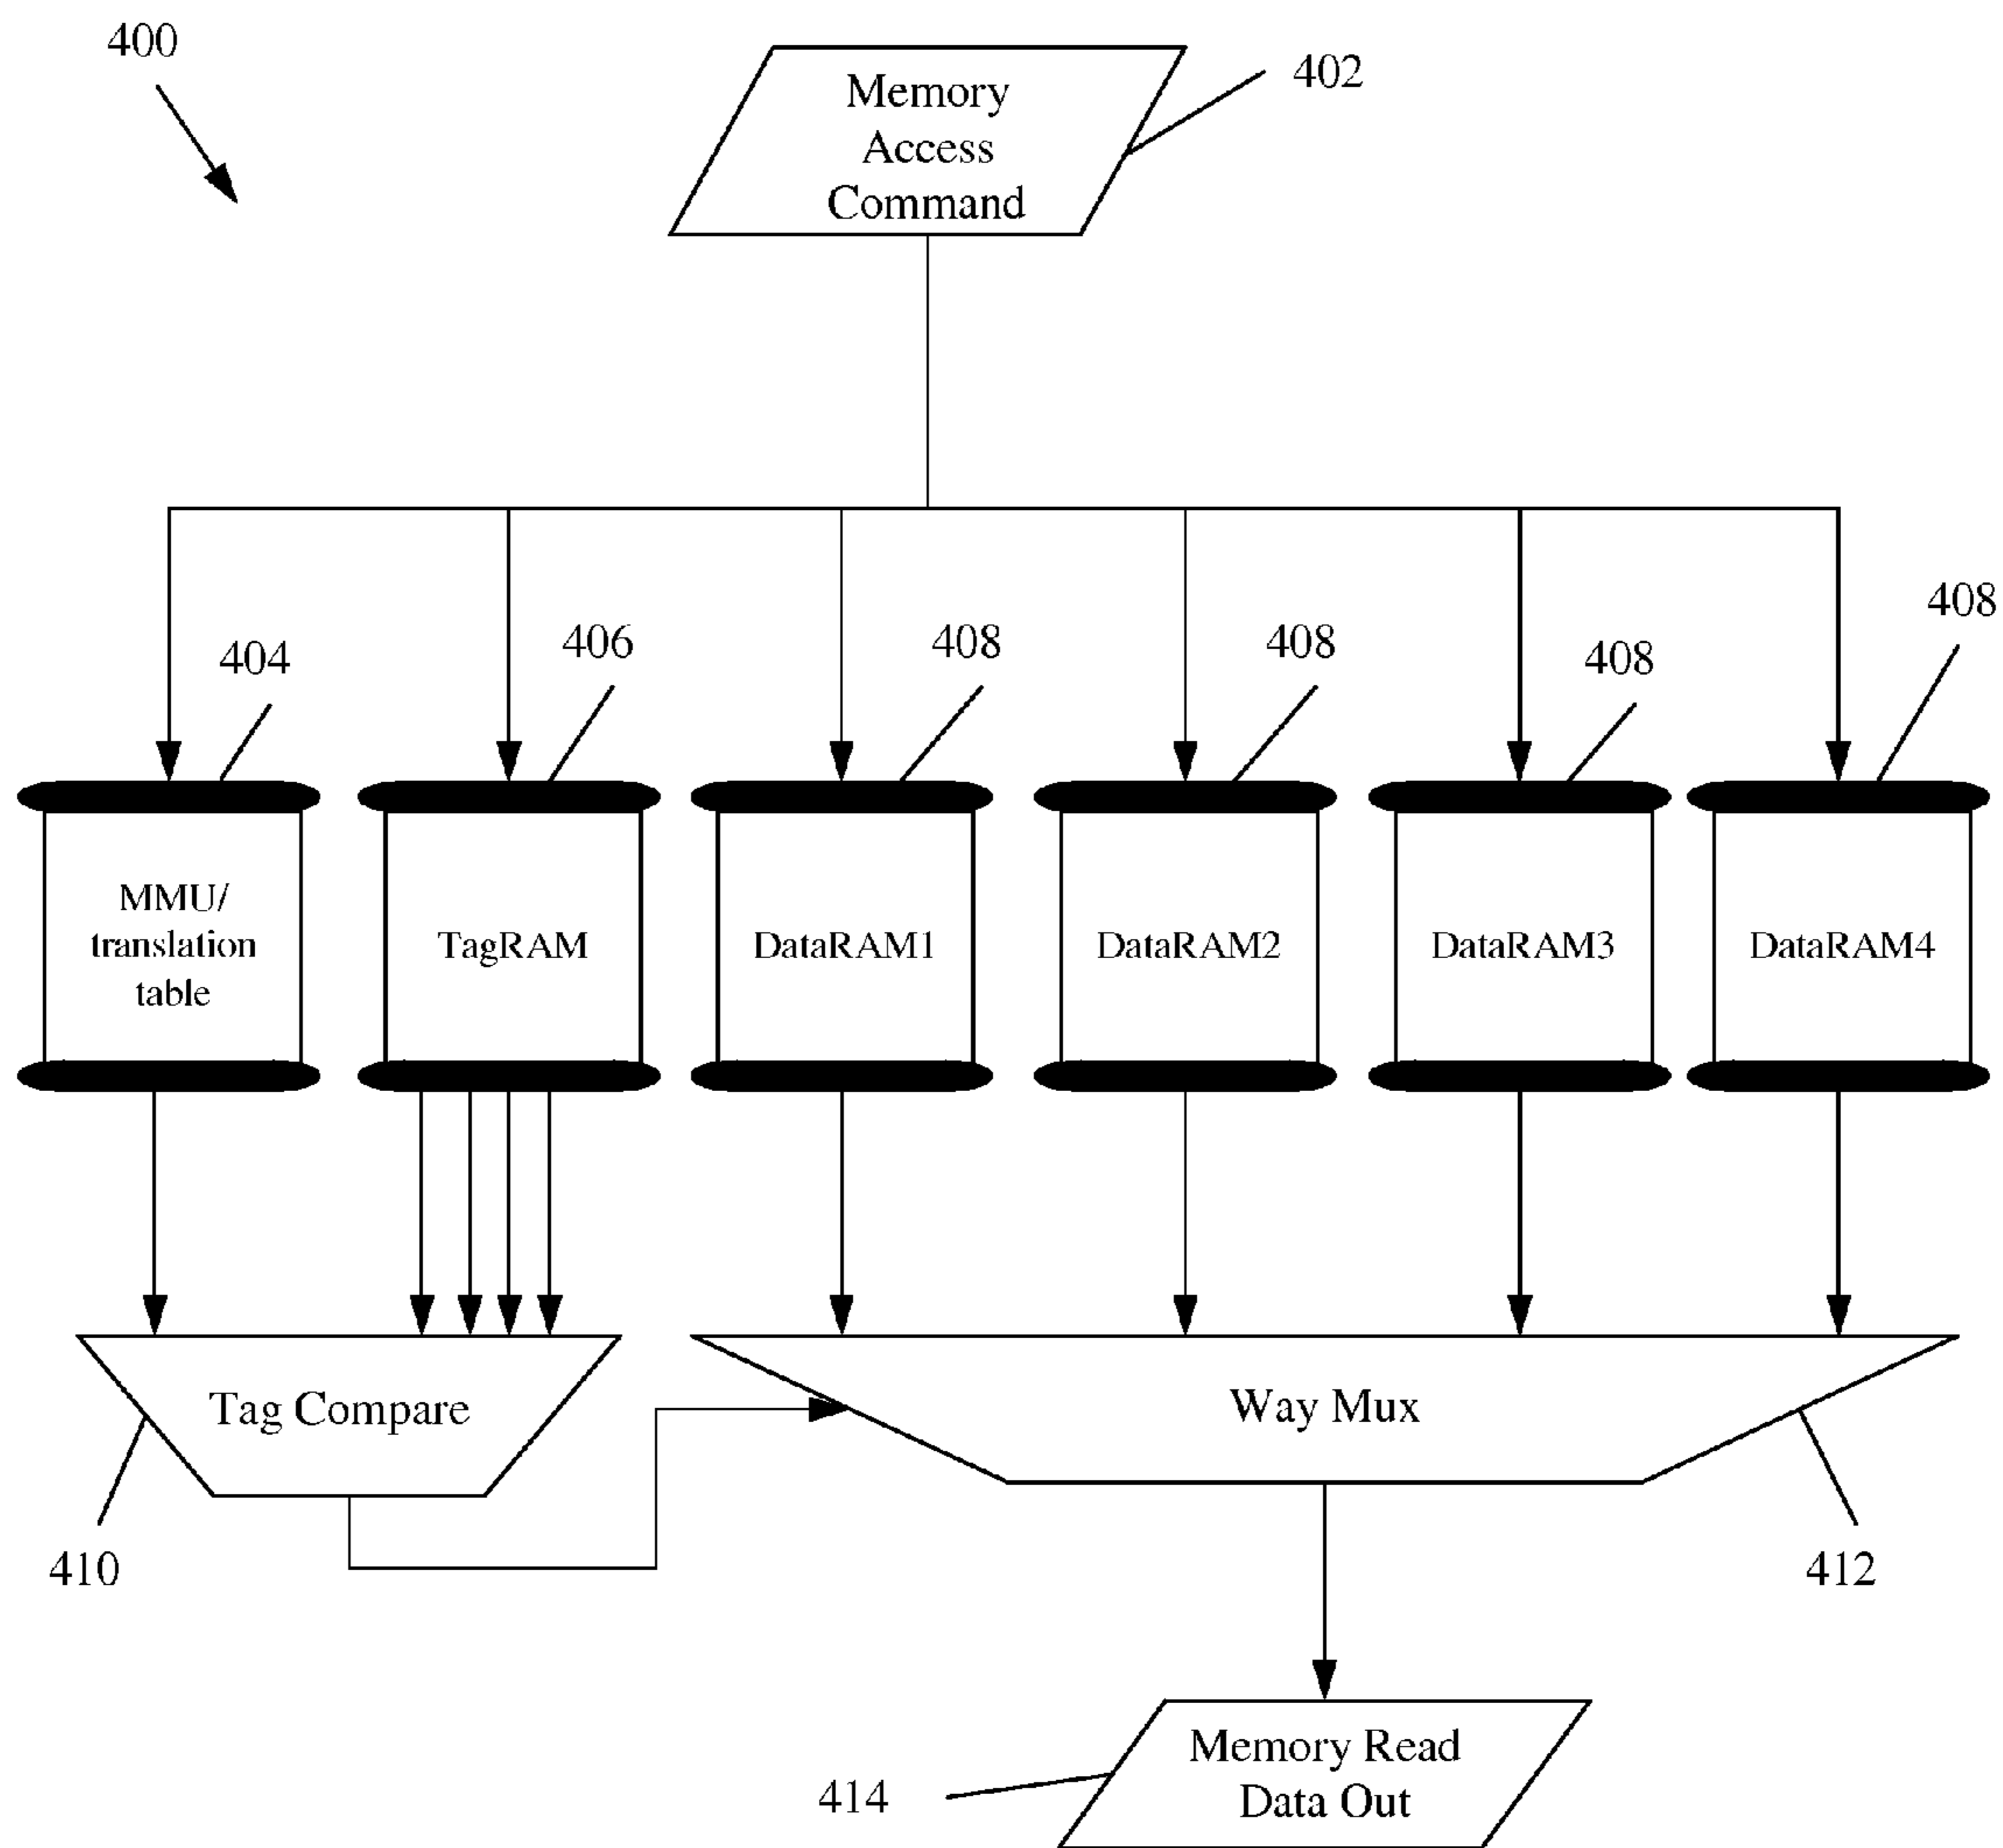 400
402
Memory
Access
Command
404
406
408
408
408
408
MMU/
translation
table
TagRAM
DataRAM1
DataRAM2
DataRAM3
DataRAM4
Tag Compare
Way Mux
410
412
Memory Read
Data Out
414